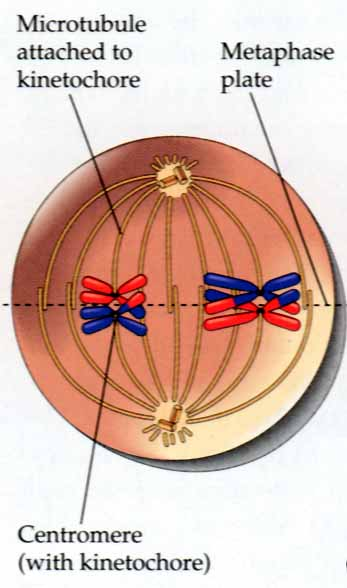 Microtubule
attached to
kinetochore
Metaphase
plate
Centromere
(with kinetochore)